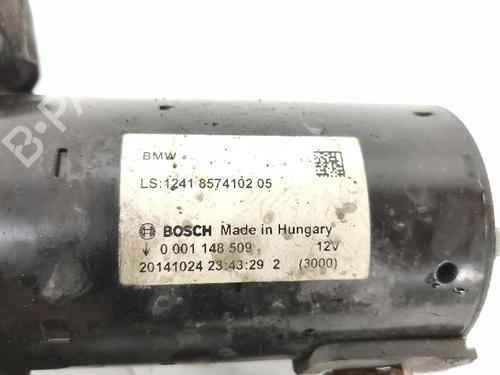 BMW
LS:1241 8574102 05
BOSCH Made in Hungary
0 001 148 509 12V
20141024 23:43:29 2 (3000)
B-PARTS